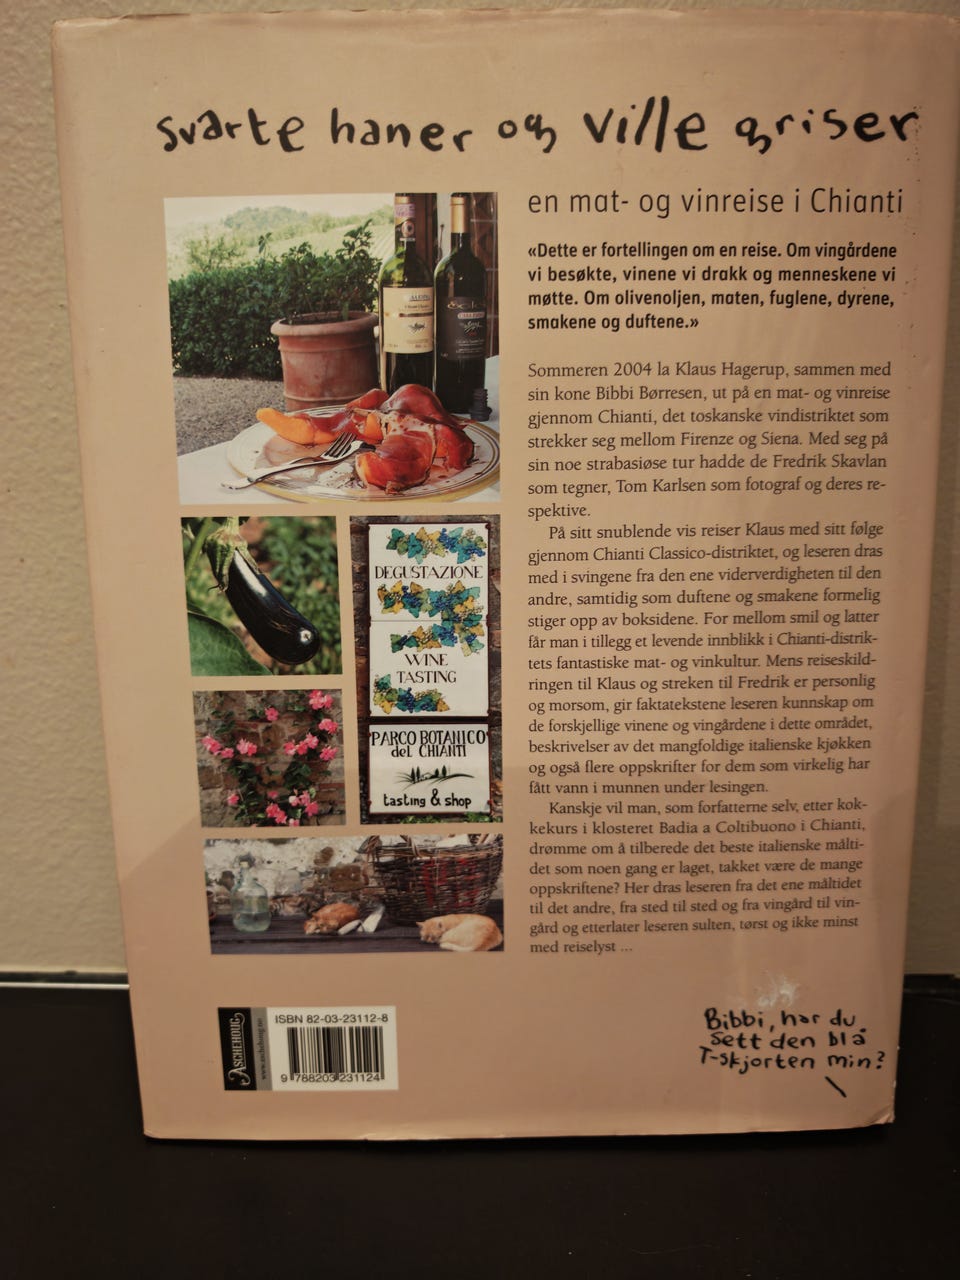 svarte haner og ville griser
en mat- og vinreise i Chianti
«Dette er fortellingen om en reise. Om vingårdene
vi besøkte, vinene vi drakk og menneskene vi
møtte. Om olivenoljen, maten, fuglene, dyrene,
smakene og duftene.»
Sommeren 2004 la Klaus Hagerup, sammen med
sin kone Bibbi Børresen, ut på en mat- og vinreise
gjennom Chianti, det toskanske vindistriktet som
strekker seg mellom Firenze og Siena. Med seg på
sin noe strabasiøse tur hadde de Fredrik Skavlan
som tegner, Tom Karlsen som fotograf og deres re-
spektive.
På sitt snublende vis reiser Klaus med sitt følge
gjennom Chianti Classico-distriktet, og leseren dras
med i svingene fra den ene viderverdigheten til den
andre, samtidig som duftene og smakene formelig
stiger opp av boksidene. For mellom smil og latter
får man i tillegg et levende innblikk i Chianti-distrik-
tets fantastiske mat- og vinkultur. Mens reiseskild-
ringen til Klaus og streken til Fredrik er personlig
og morsom, gir faktatekstene leseren kunnskap om
de forskjellige vinene og vingårdene i dette området,
beskrivelser av det mangfoldige italienske kjøkken
og også flere oppskrifter for dem som virkelig har
fått vann i munnen under lesingen.
Kanskje vil man, som forfatterne selv, etter kok-
kekurs i klosteret Badia a Coltibuono i Chianti,
drømme om å tilberede det beste italienske målti-
det som noen gang er laget, takket være de mange
oppskriftene? Her dras leseren fra det ene måltidet
til det andre, fra sted til sted og fra vingård til vin-
gård og etterlater leseren sulten, tørst og ikke minst
med reiselyst ...
DEGUSTAZIONE
WINE
TASTING
PARCO BOTANICO
del CHIANTI
tasting & shop
ASCHEHOUG
www.aschehoug.no
ISBN 82-03-23112-8
9 788203 231124
Bibbi, har du
sett den blå
T-skjorten min?